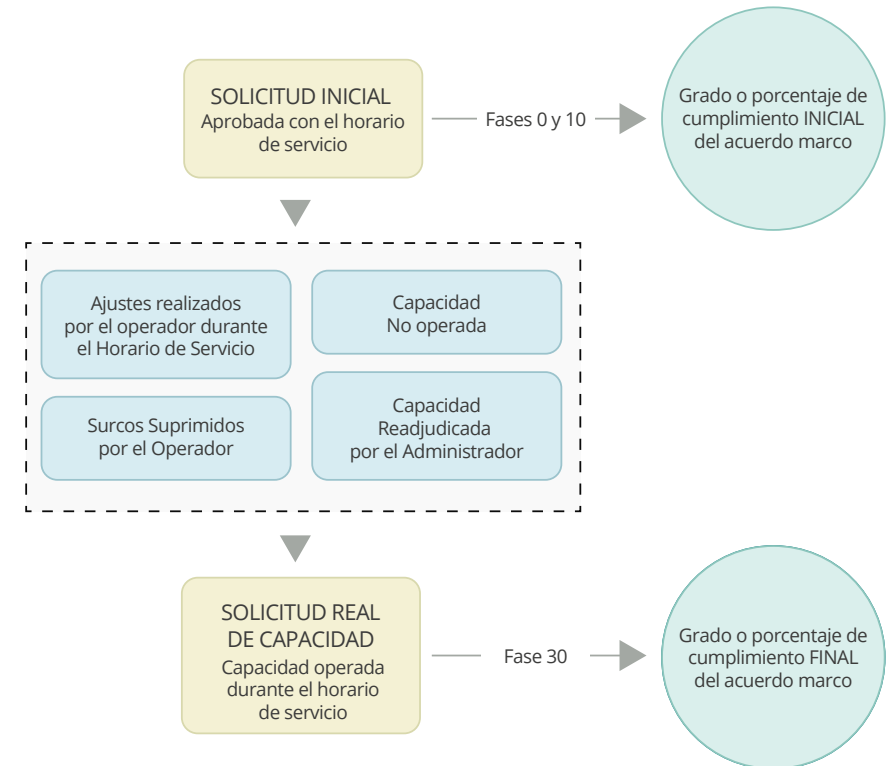 SOLICITUD INICIAL
Aprobada con el horario
de servicio
Fases 0 y 10
Grado o porcentaje de
cumplimiento INICIAL
del acuerdo marco
Ajustes realizados
por el operador durante
el Horario de Servicio
Capacidad
No operada
Surcos Suprimidos
por el Operador
Capacidad
Readjudicada
por el Administrador
SOLICITUD REAL
DE CAPACIDAD
Capacidad operada
durante el horario
de servicio
Fase 30
Grado o porcentaje de
cumplimiento FINAL
del acuerdo marco